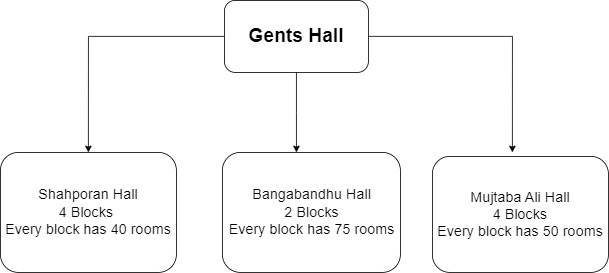 Gents Hall
Shahporan Hall
4 Blocks
Every block has 40 rooms
Bangabandhu Hall
2 Blocks
Every block has 75 rooms
Mujtaba Ali Hall
4 Blocks
Every block has 50 rooms